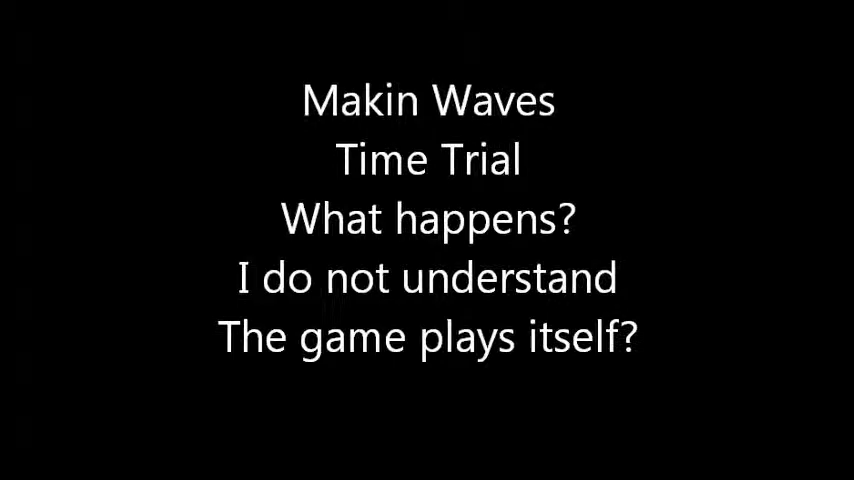 Makin Waves
Time Trial
What happens?
I do not understand
The game plays itself?